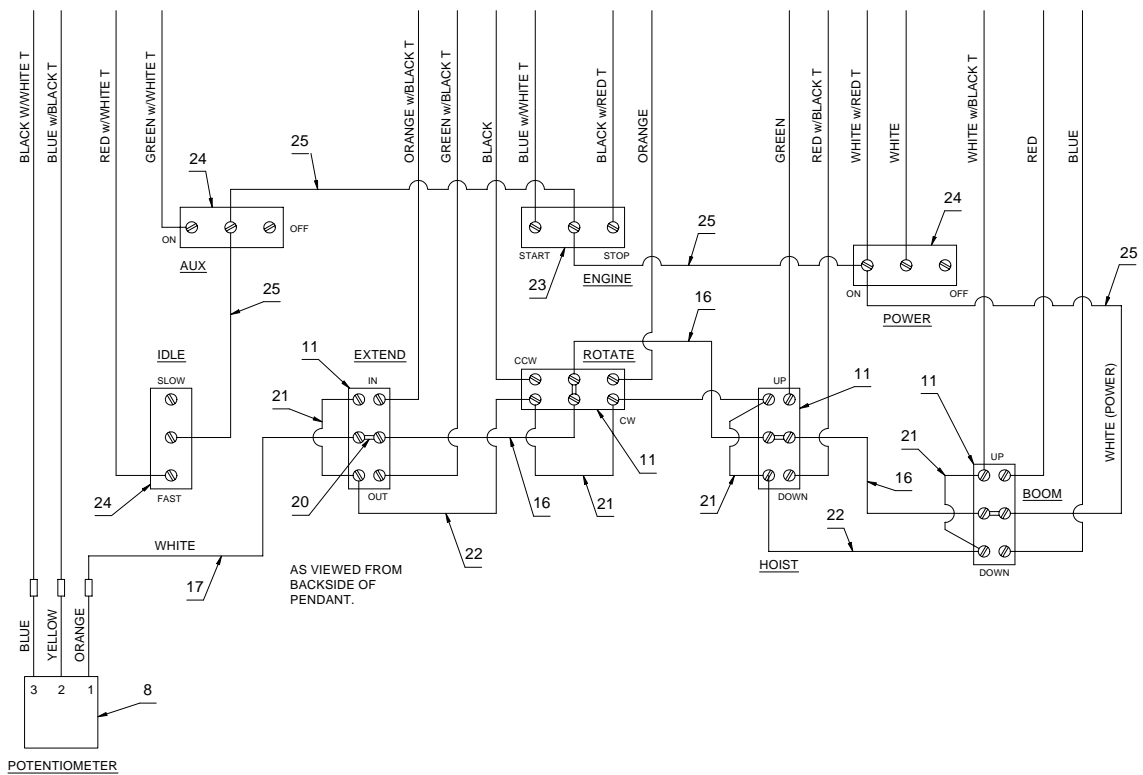 BLACK W/WHITE T
BLUE w/BLACK T
RED w/WHITE T
GREEN w/WHITE T
ORANGE w/BLACK T
GREEN w/BLACK T
BLACK
BLUE w/WHITE T
BLACK w/RED T
ORANGE
GREEN
RED w/BLACK T
WHITE w/RED T
WHITE
WHITE w/BLACK T
RED
BLUE
24
25
ON
OFF
AUX
START
STOP
23
ENGINE
25
24
ON
OFF
POWER
25
25
IDLE
SLOW
FAST
24
11
EXTEND
IN
21
OUT
20
16
CCW
ROTATE
CW
11
16
21
22
UP
11
21
DOWN
HOIST
16
22
11
21
UP
BOOM
DOWN
WHITE (POWER)
WHITE
17
AS VIEWED FROM
BACKSIDE OF
PENDANT.
BLUE
YELLOW
ORANGE
3 2 1
8
POTENTIOMETER